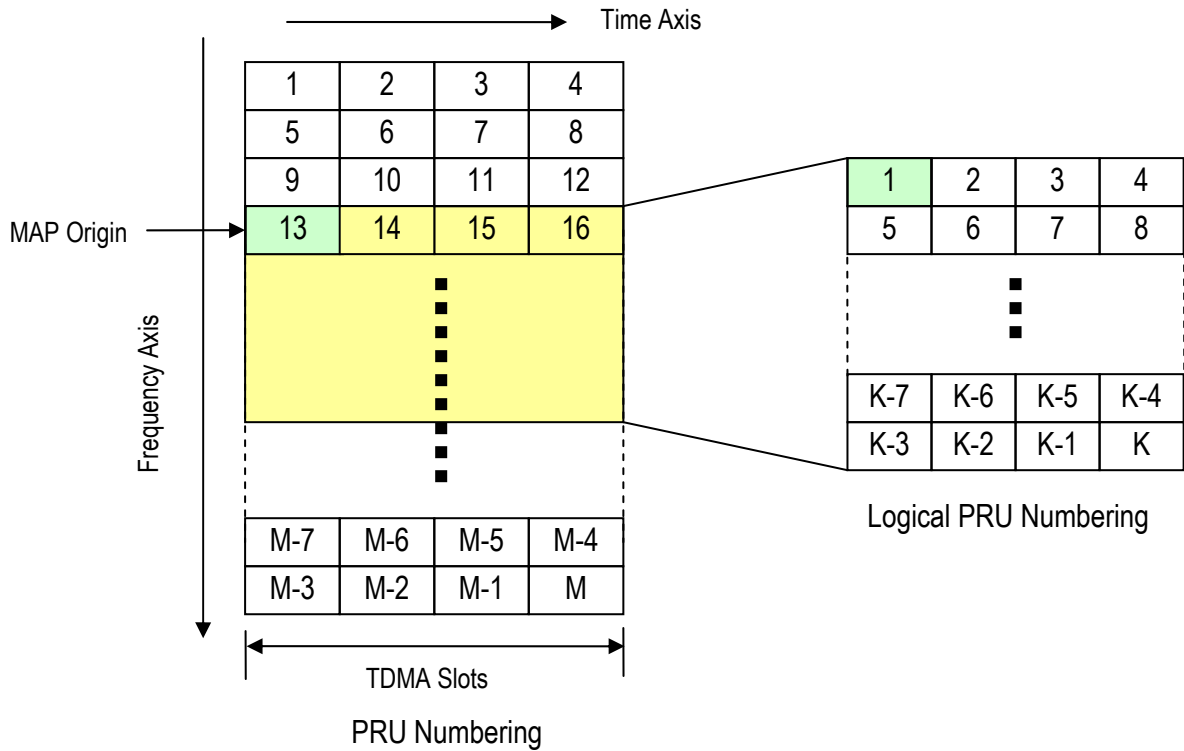 Time Axis
1 2 3 4
5 6 7 8
9 10 11 12
MAP Origin 13 14 15 16
Frequency Axis
M-7 M-6 M-5 M-4
M-3 M-2 M-1 M
TDMA Slots
PRU Numbering
1 2 3 4
5 6 7 8
K-7 K-6 K-5 K-4
K-3 K-2 K-1 K
Logical PRU Numbering